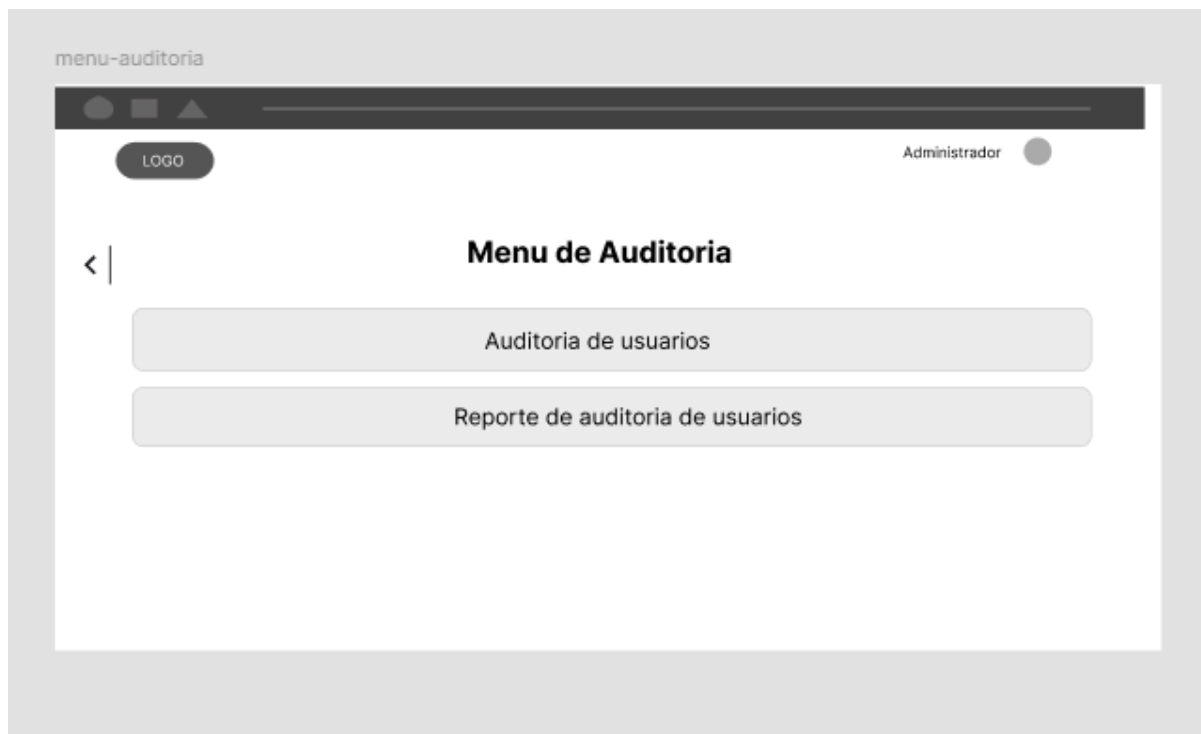 menu-auditoria
LOGO
Administrador
Menu de Auditoria
Auditoria de usuarios
Reporte de auditoria de usuarios